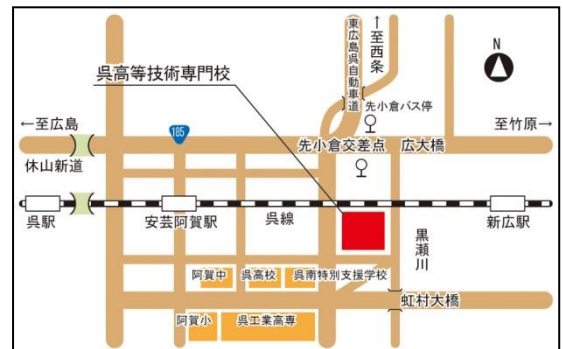 東広島呉自動車道
↑至西条
N
呉高等技術専門校
先小倉バス停
←至広島
185
至竹原→
先小倉交差点
広大橋
休山新道
呉駅
安芸阿賀駅
呉線
新広駅
黒瀬川
阿賀中
呉高校
呉南特別支援学校
虹村大橋
阿賀小
呉工業高専